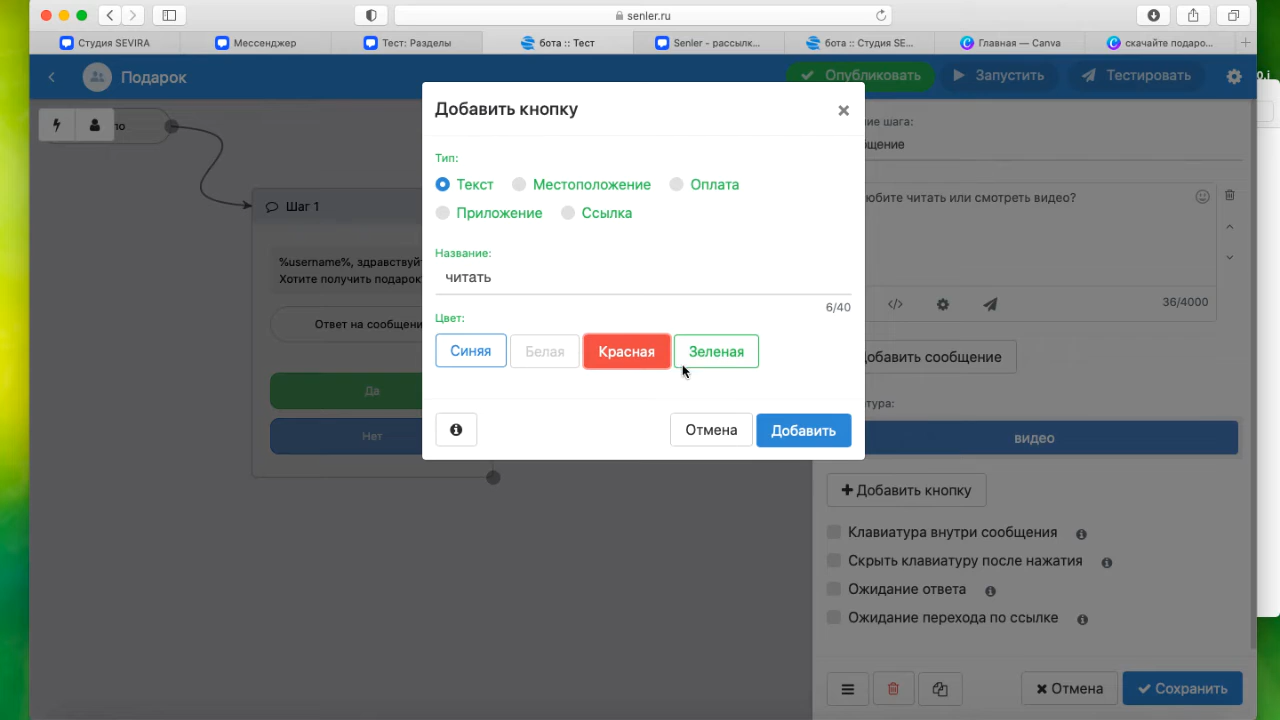 senler.ru
Студия SEVIRA
Мессенджер
Тест: Разделы
бота :: Тест
Senler - рассылк...
бота :: Студия SE...
Главная — Canva
скачайте подаро...
Подарок
Опубликовать
Запустить
Тестировать
Добавить кнопку
Тип:
Текст
Местоположение
Оплата
Приложение
Ссылка
Название:
читать
6/40
Цвет:
Синяя
Белая
Красная
Зеленая
Отмена
Добавить
Шаг 1
%username%, здравствуй
Хотите получить подарок
Ответ на сообщени
Да
Нет
ие шага:
щение
юбите читать или смотреть видео?
36/4000
обавить сообщение
тура:
видео
Добавить кнопку
Клавиатура внутри сообщения
Скрыть клавиатуру после нажатия
Ожидание ответа
Ожидание перехода по ссылке
Отмена
Сохранить